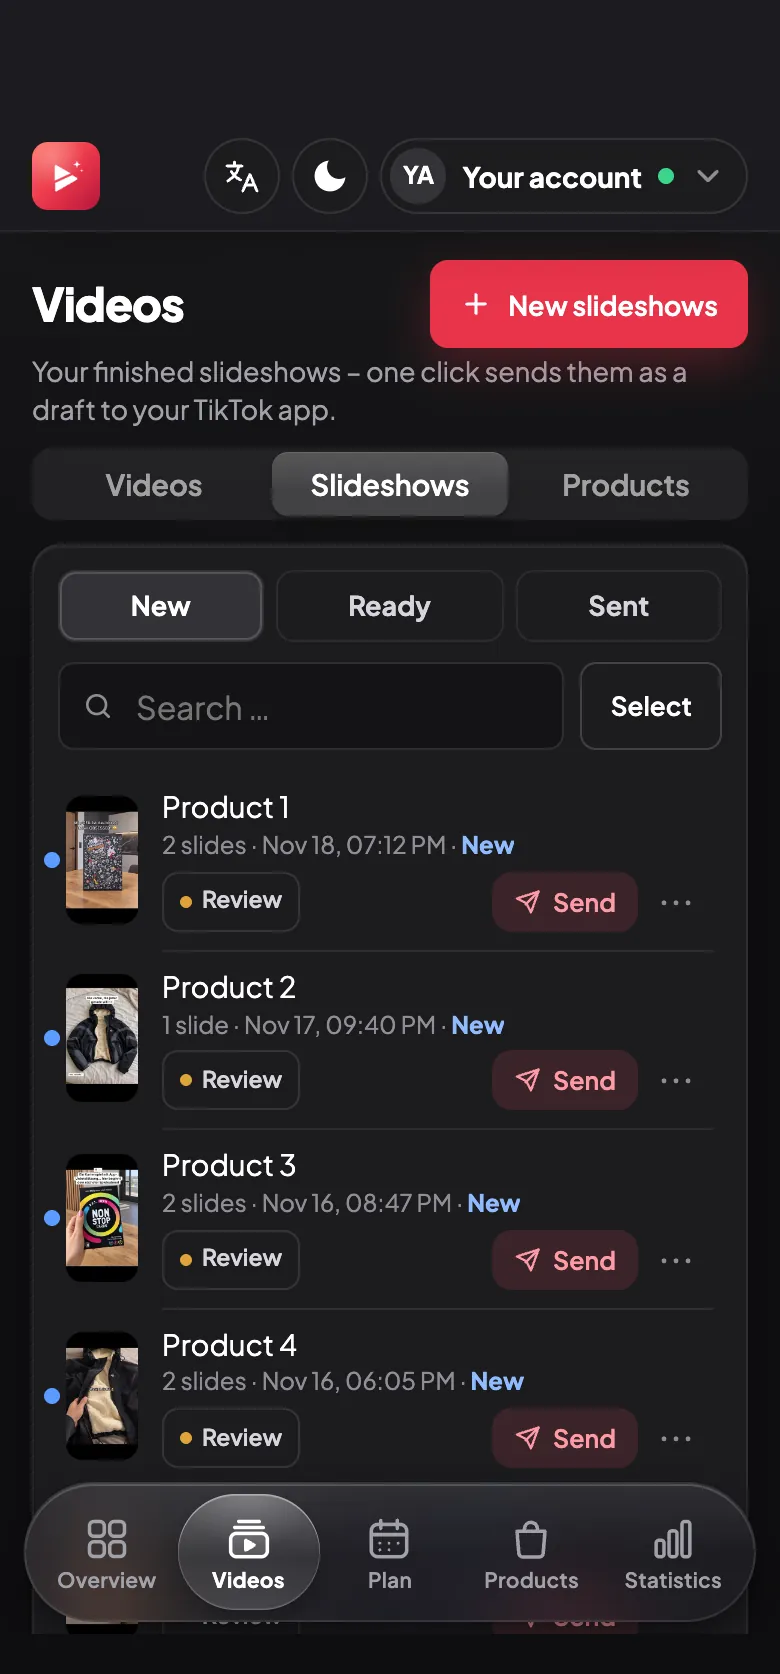 YA Your account
Videos
+ New slideshows
Your finished slideshows – one click sends them as a
draft to your TikTok app.
Videos Slideshows Products
New Ready Sent
Search ...
Select
Product 1
2 slides · Nov 18, 07:12 PM · New
Review Send ...
Product 2
1 slide · Nov 17, 09:40 PM · New
Review Send ...
Product 3
2 slides · Nov 16, 08:47 PM · New
NON
STOP
Review Send ...
Product 4
2 slides · Nov 16, 06:05 PM · New
Review Send ...
Overview Videos Plan Products Statistics